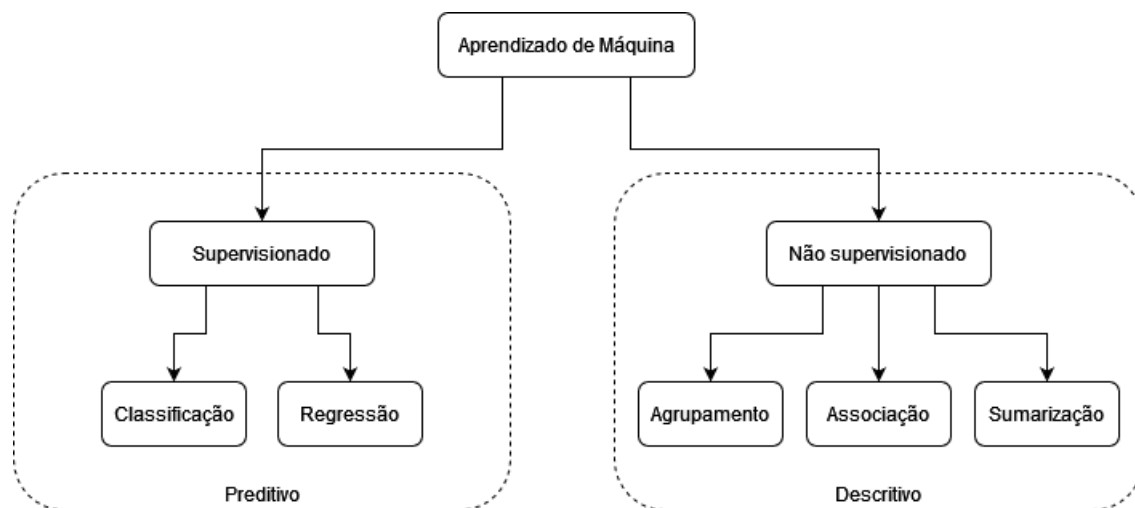 Aprendizado de Máquina
Supervisionado
Não supervisionado
Classificação
Regressão
Agrupamento
Associação
Sumarização
Preditivo
Descritivo